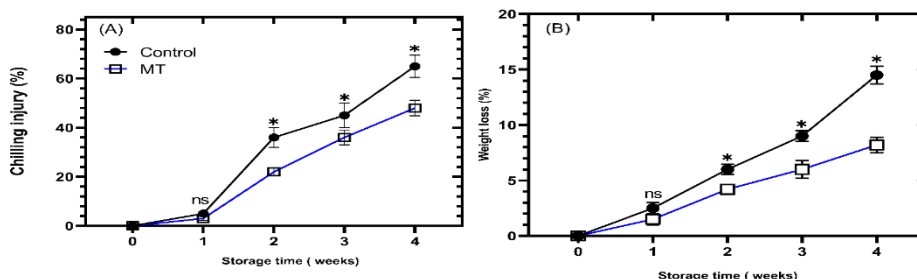 (A)
Control
MT
Chilling injury (%)
80
60
40
20
0
ns
*
*
*
0 1 2 3 4
Storage time ( weeks)
(B)
Weight loss (%)
20
15
10
5
0
ns
*
*
*
0 1 2 3 4
Storage time (weeks)